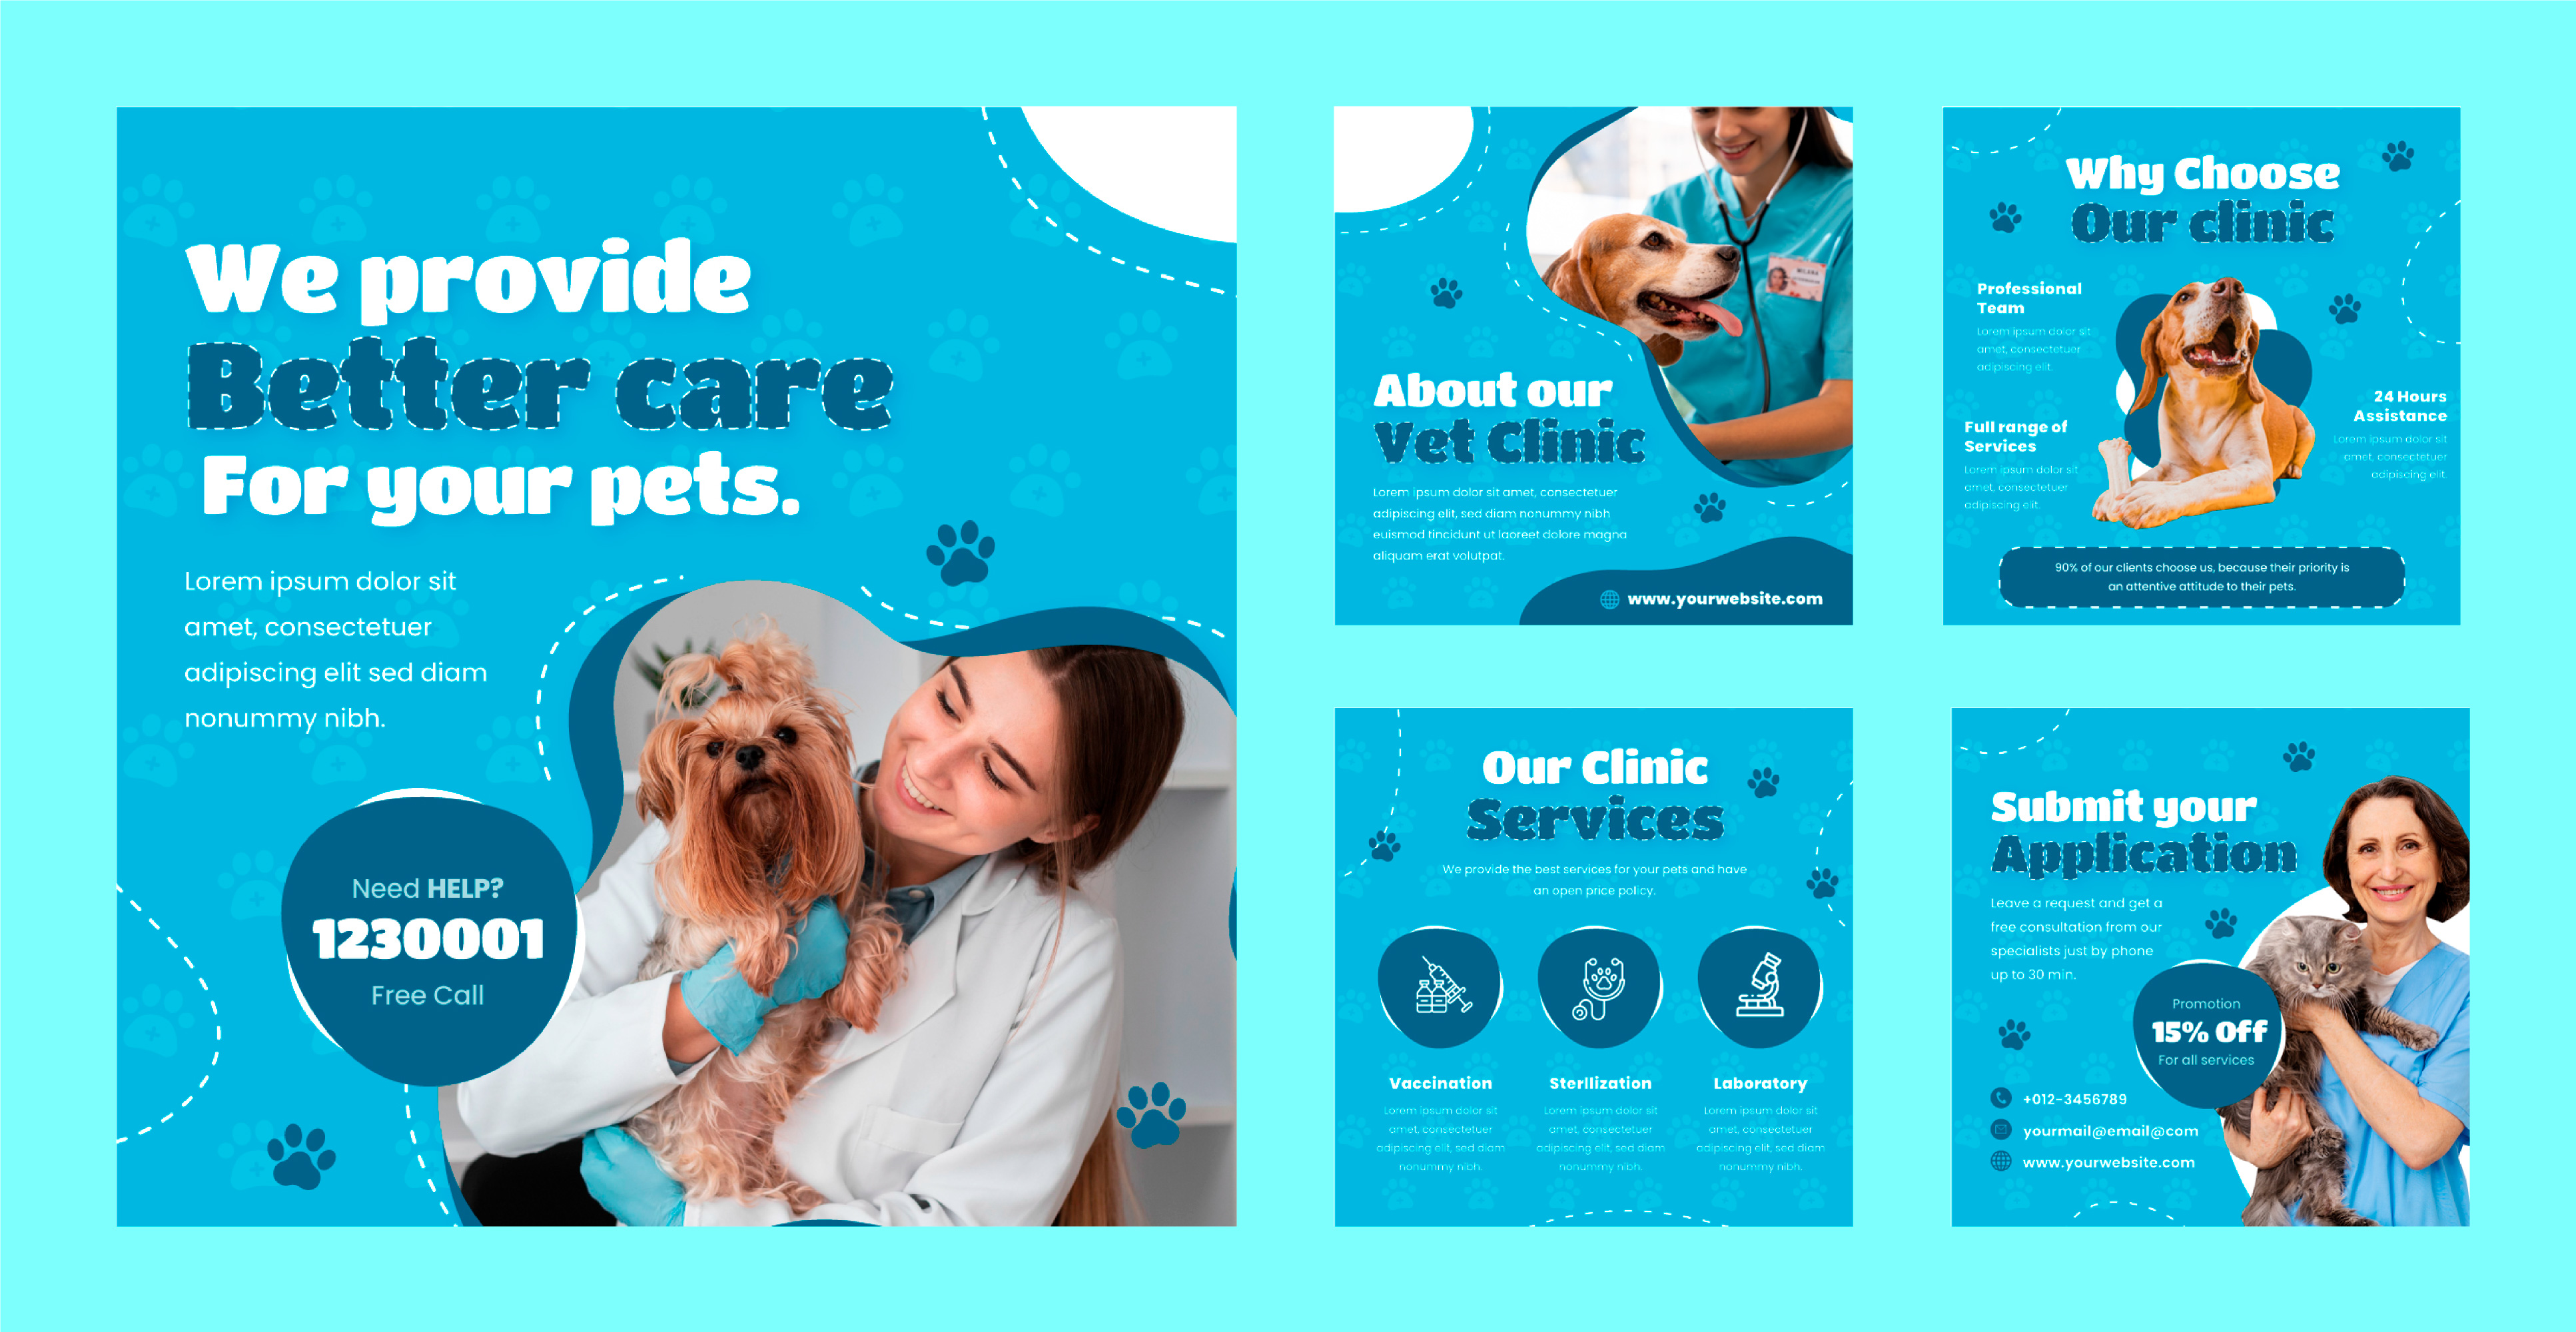 We provide
Better care
For your pets.
Lorem ipsum dolor sit
amet, consectetuer
adipiscing elit sed diam
nonummy nibh.
Need HELP?
1230001
Free Call
MILANA
About our
Vet Clinic
Lorem ipsum dolor sit amet, consectetuer
adipiscing elit, sed diam nonummy nibh
euismod tincidunt ut laoreet dolore magna
aliquam erat volutpat.
www.yourwebsite.com
Why Choose
Our clinic
Professional
Team
Lorem ipsum dolor sit
amet, consectetuer
adipiscing elit.
Full range of
Services
Lorem ipsum dolor sit
amet, consectetuer
adipiscing elit.
24 Hours
Assistance
Lorem ipsum dolor sit
amet, consectetuer
adipiscing elit.
90% of our clients choose us, because their priority is
an attentive attitude to their pets.
Our Clinic
Services
We provide the best services for your pets and have
an open price policy.
Vaccination
Lorem ipsum dolor sit
amet, consectetuer
adipiscing elit, sed diam
nonummy nibh.
Sterllization
Lorem ipsum dolor sit
amet, consectetuer
adipiscing elit, sed diam
nonummy nibh.
Laboratory
Lorem ipsum dolor sit
amet, consectetuer
adipiscing elit, sed diam
nonummy nibh.
Submit your
Application
Leave a request and get a
free consultation from our
specialists just by phone
up to 30 min.
Promotion
15% Off
For all services
+012-3456789
yourmail@email@com
www.yourwebsite.com